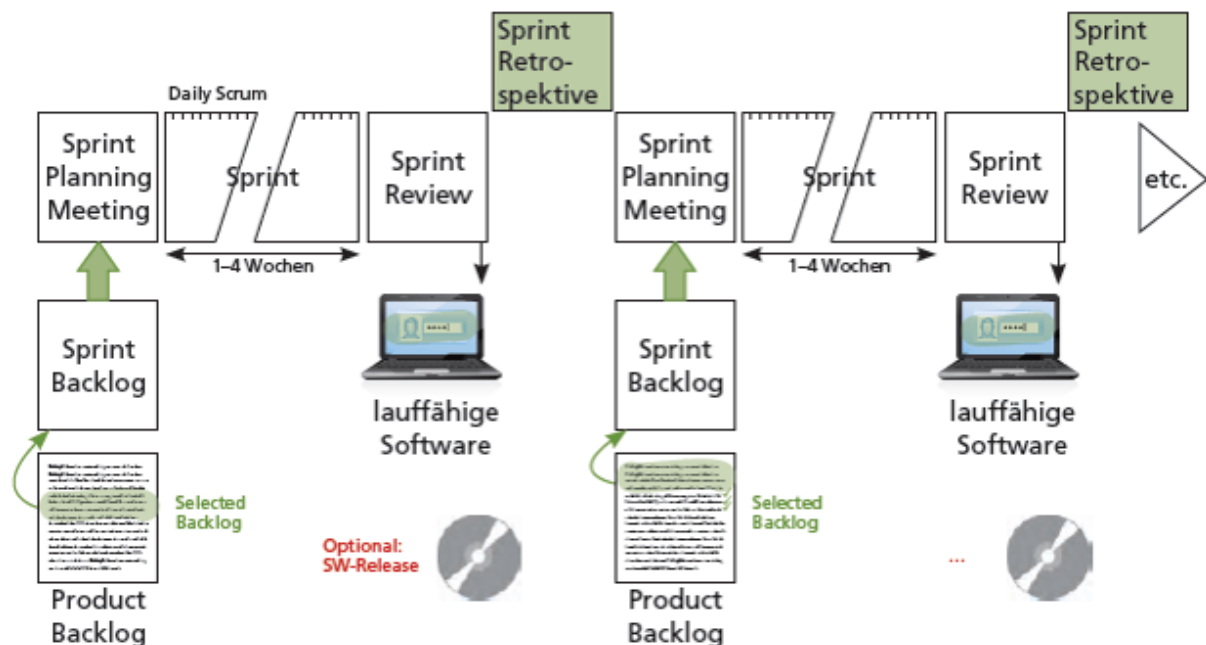 Sprint
Retro-
spektive
Sprint
Retro-
spektive
Daily Scrum
Sprint
Planning
Meeting
Sprint
Sprint
Review
Sprint
Planning
Meeting
Sprint
Sprint
Review
etc.
1–4 Wochen
1–4 Wochen
Sprint
Backlog
lauffähige
Software
Sprint
Backlog
lauffähige
Software
Selected
Backlog
Selected
Backlog
Optional:
SW-Release
...
Product
Backlog
Product
Backlog